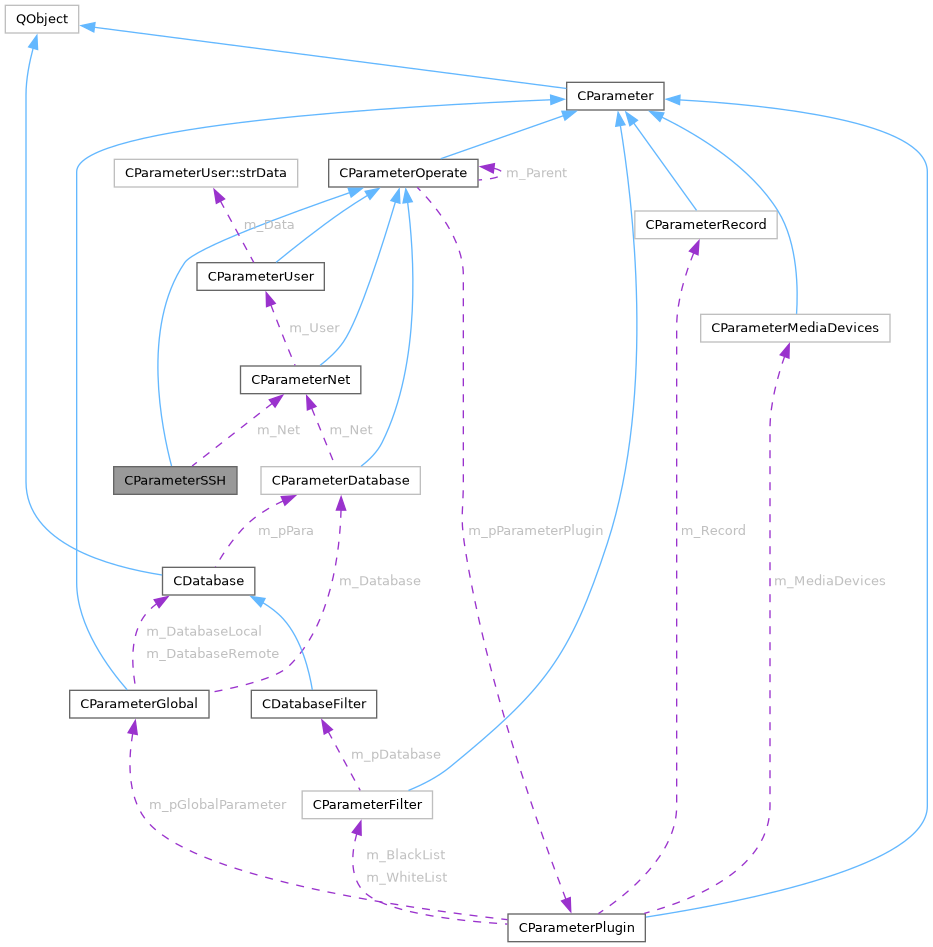 QObject
CParameter
CParameterUser::strData
CParameterOperate
m_Parent
m_Data
CParameterRecord
CParameterUser
m_User
CParameterMediaDevices
CParameterNet
m_Net
m_Net
CParameterSSH
CParameterDatabase
m_pPara
m_pParameterPlugin
m_Record
CDatabase
m_Database
m_MediaDevices
m_DatabaseLocal
m_DatabaseRemote
CParameterGlobal
CDatabaseFilter
m_pDatabase
m_pGlobalParameter
CParameterFilter
m_BlackList
m_WhiteList
CParameterPlugin